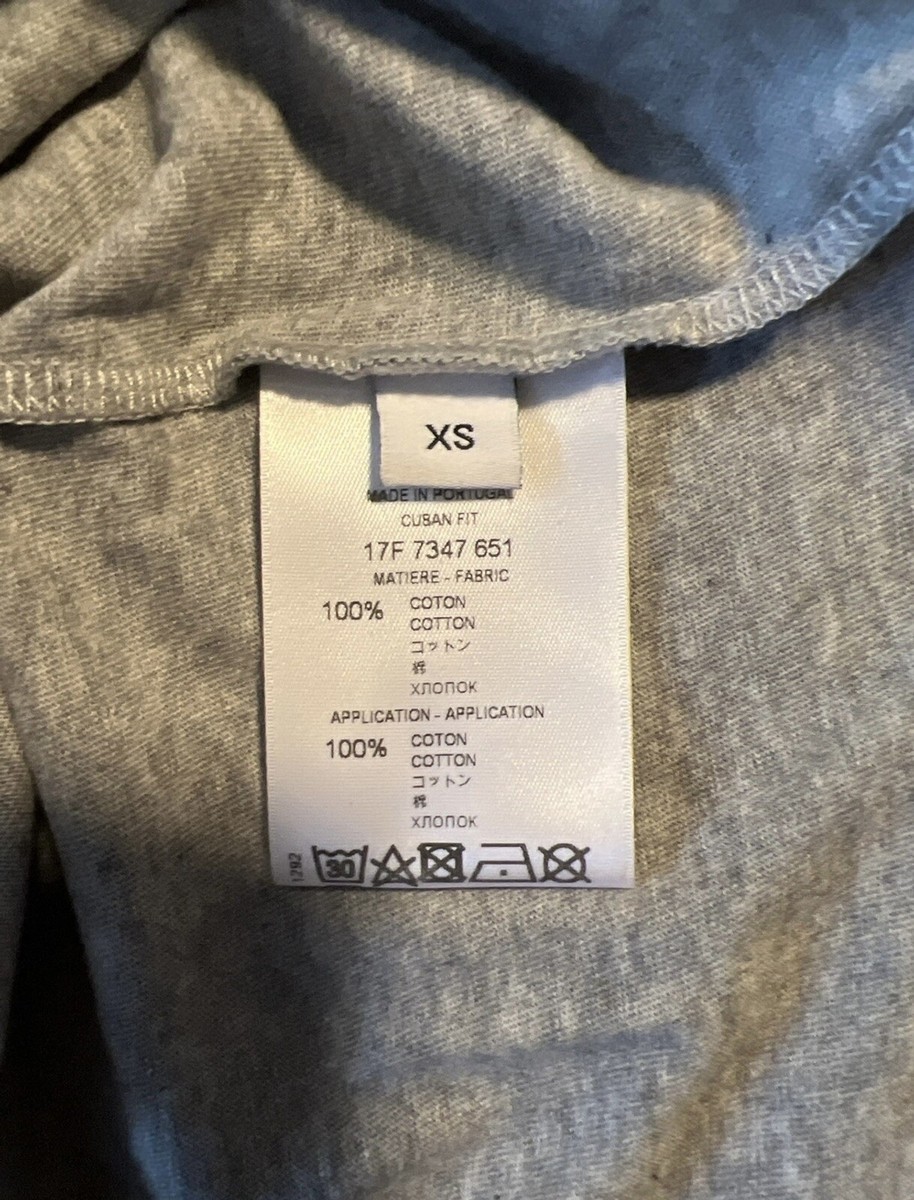 XS
MADE IN PORTUGAL
CUBAN FIT
17F 7347 651
MATIERE - FABRIC
100% COTON
COTTON
コットン
棉
ХЛОПОК
APPLICATION - APPLICATION
100% COTON
COTTON
コットン
棉
ХЛОПОК
1292
30